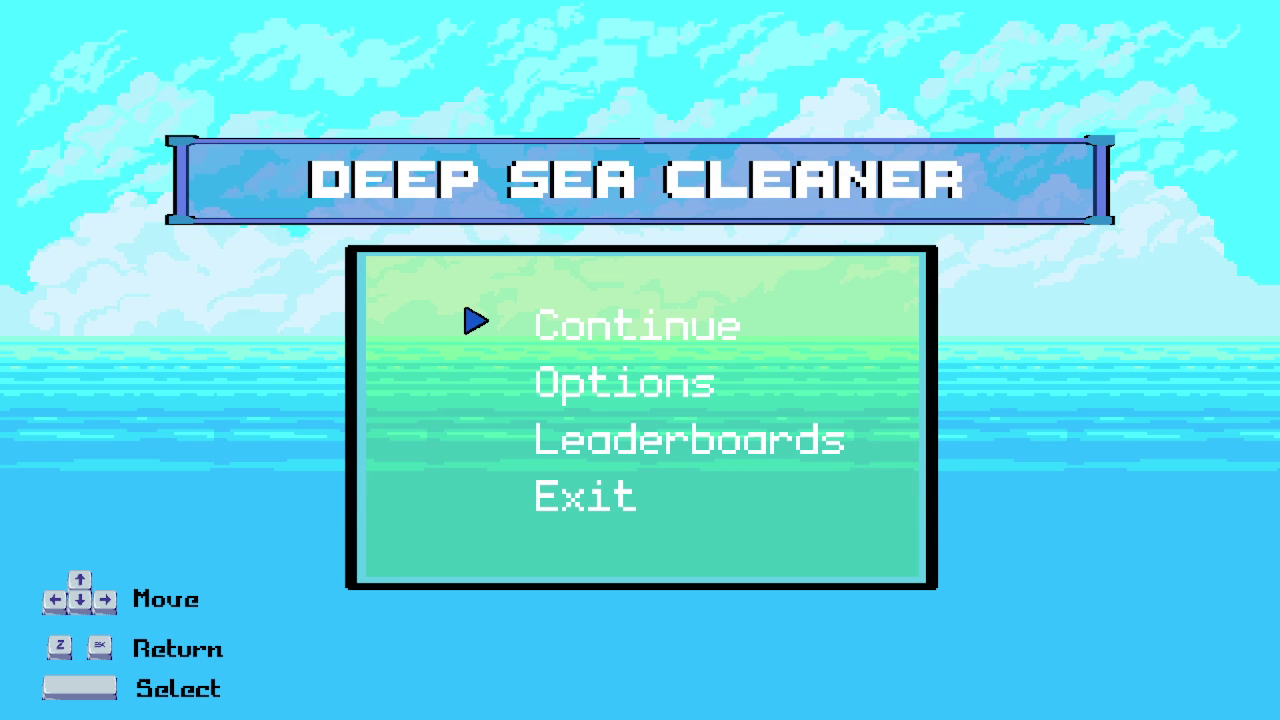 DEEP SEA CLEANER
Continue
Options
Leaderboards
Exit
Move
Z
Return
Select